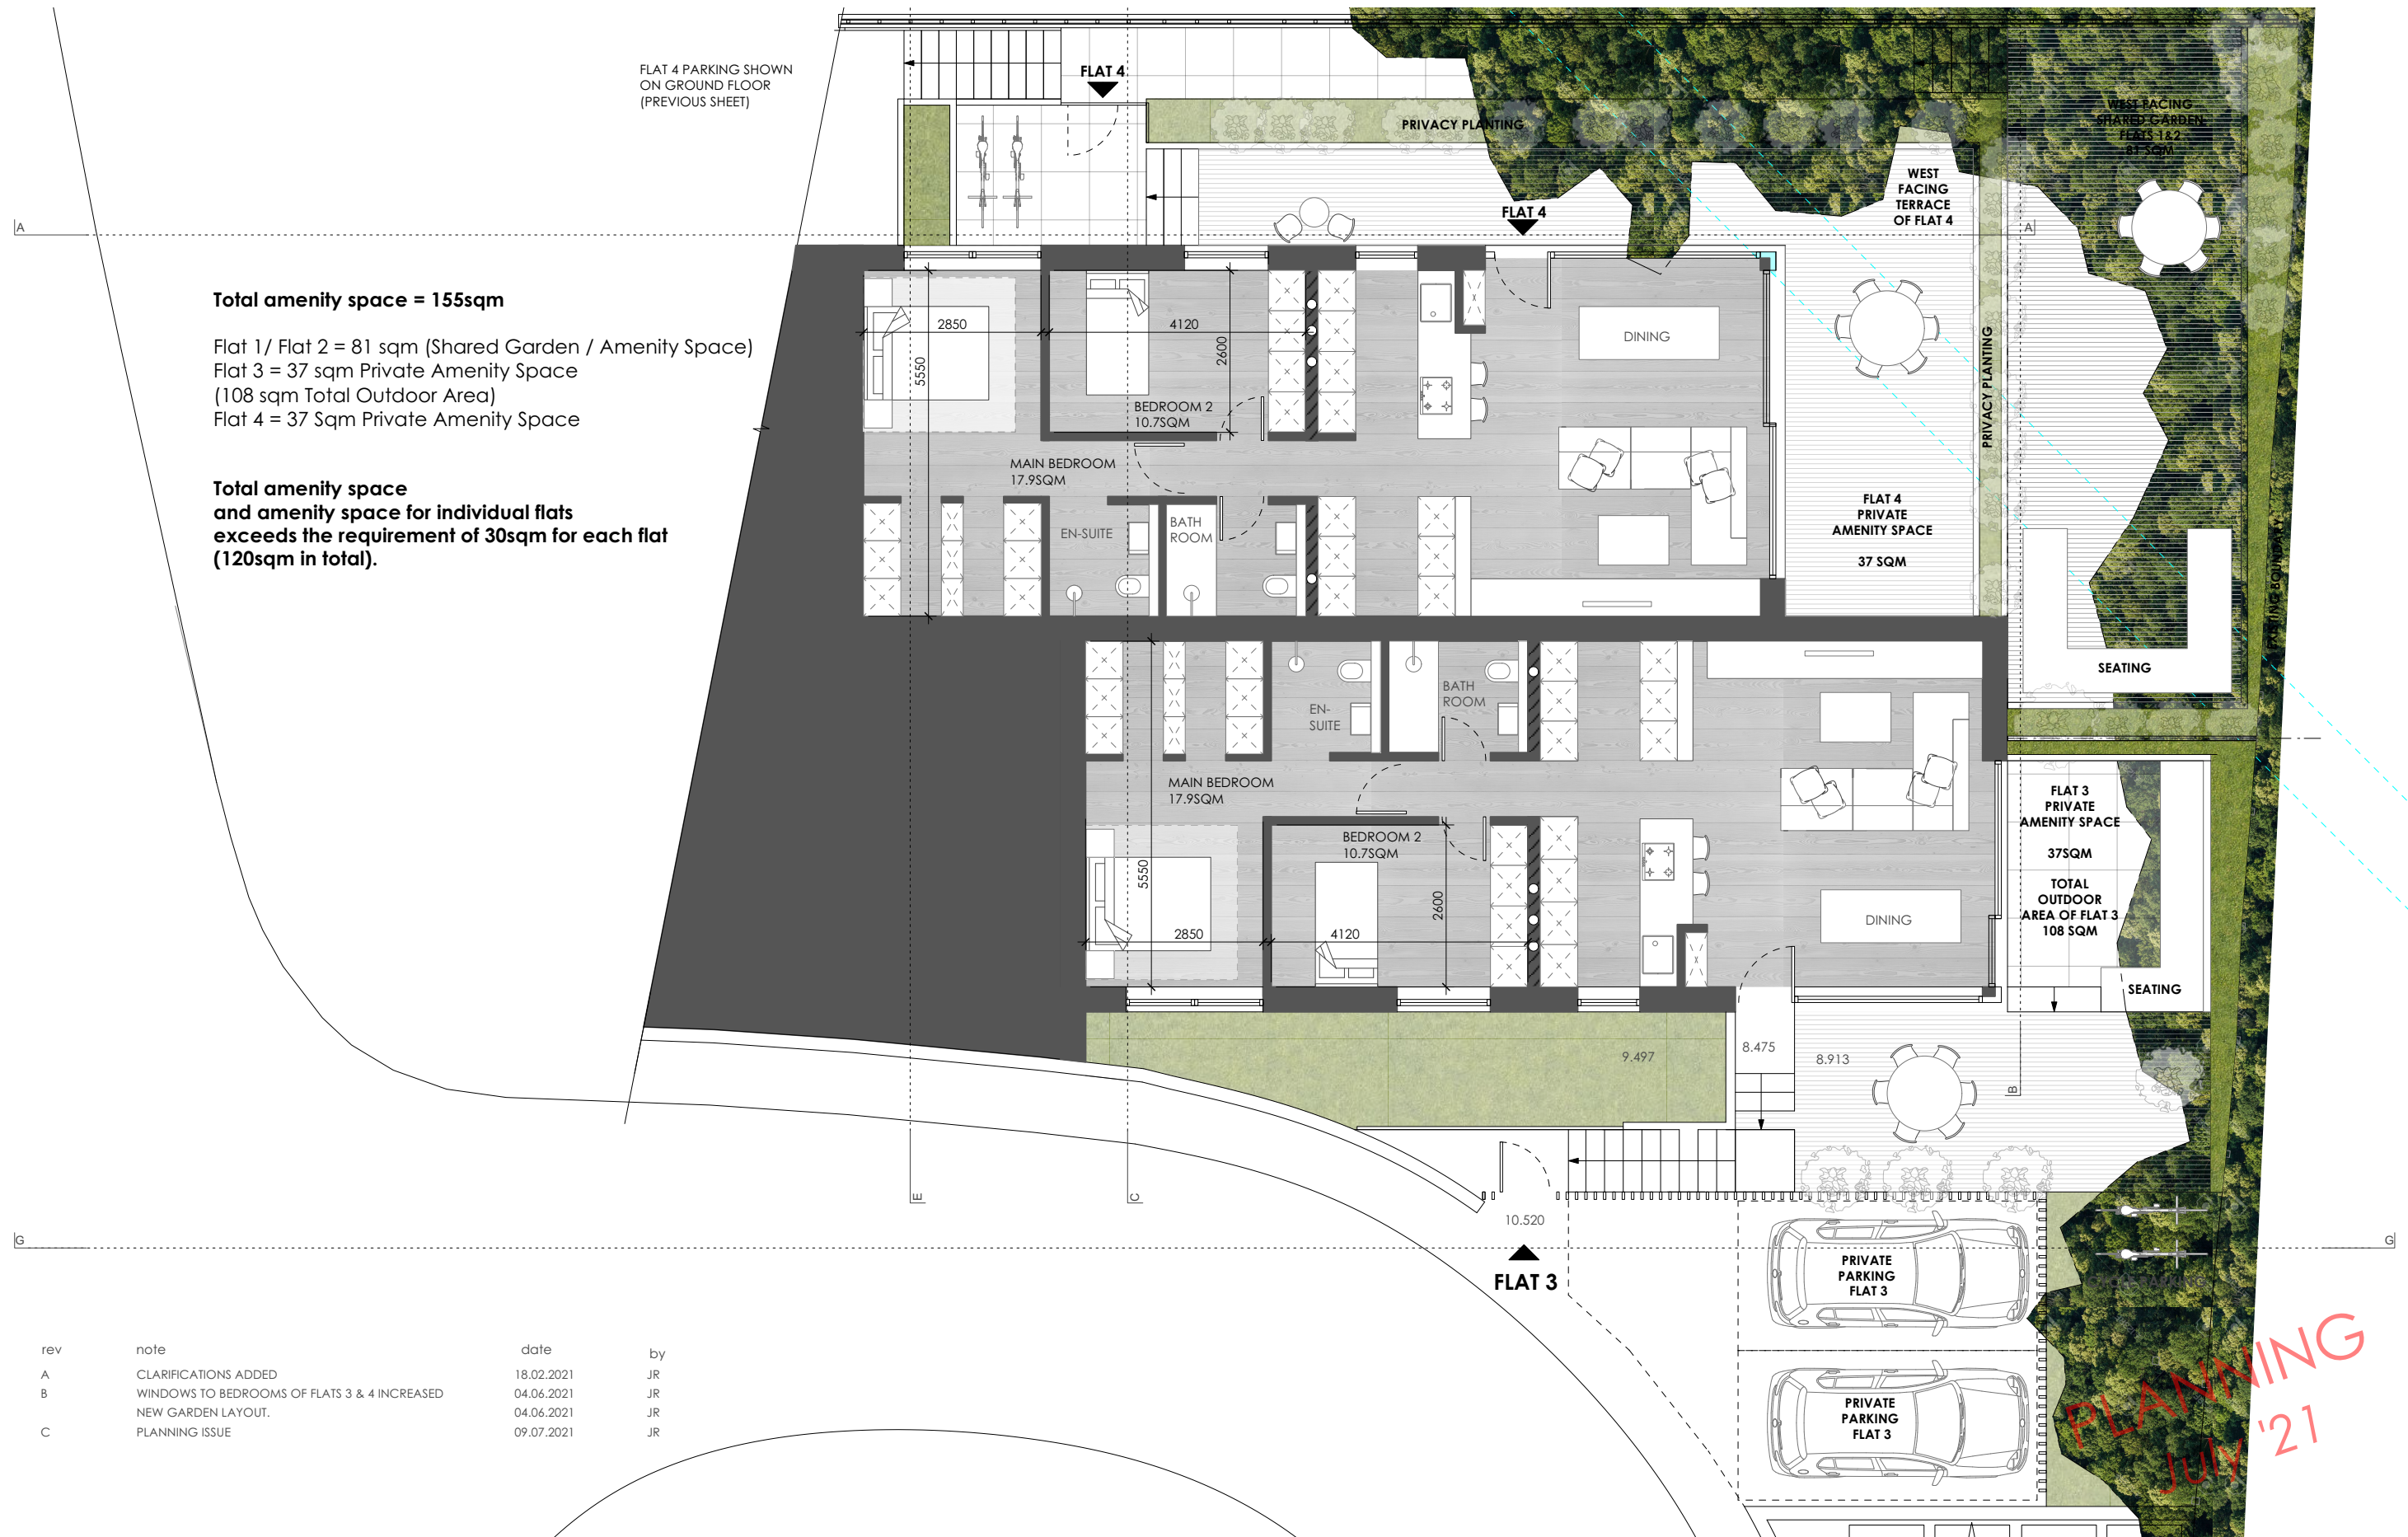 FLAT 4 PARKING SHOWN
ON GROUND FLOOR
(PREVIOUS SHEET)
FLAT 4
PRIVACY PLANTING
WEST FACING
SHARED GARDEN
FLATS 1&2
81 SQM
WEST
FACING
TERRACE
OF FLAT 4
FLAT 4
A
A
Total amenity space = 155sqm
Flat 1/ Flat 2 = 81 sqm (Shared Garden / Amenity Space)
Flat 3 = 37 sqm Private Amenity Space
(108 sqm Total Outdoor Area)
Flat 4 = 37 Sqm Private Amenity Space
Total amenity space
and amenity space for individual flats
exceeds the requirement of 30sqm for each flat
(120sqm in total).
2850
5550
4120
2600
BEDROOM 2
10.7SQM
DINING
PRIVACY PLANTING
MAIN BEDROOM
17.9SQM
EN-SUITE
BATH
ROOM
FLAT 4
PRIVATE
AMENITY SPACE
37 SQM
EXISTING BOUNDARY
SEATING
EN-
SUITE
BATH
ROOM
MAIN BEDROOM
17.9SQM
BEDROOM 2
10.7SQM
5550
2850
4120
2600
DINING
FLAT 3
PRIVATE
AMENITY SPACE
37SQM
TOTAL
OUTDOOR
AREA OF FLAT 3
108 SQM
SEATING
9.497
8.475
8.913
B
E
C
10.520
FLAT 3
G
G
PRIVATE
PARKING
FLAT 3
PRIVATE
PARKING
FLAT 3
rev note date by
A CLARIFICATIONS ADDED 18.02.2021 JR
B WINDOWS TO BEDROOMS OF FLATS 3 & 4 INCREASED 04.06.2021 JR
NEW GARDEN LAYOUT. 04.06.2021 JR
C PLANNING ISSUE 09.07.2021 JR
PLANNING
July '21